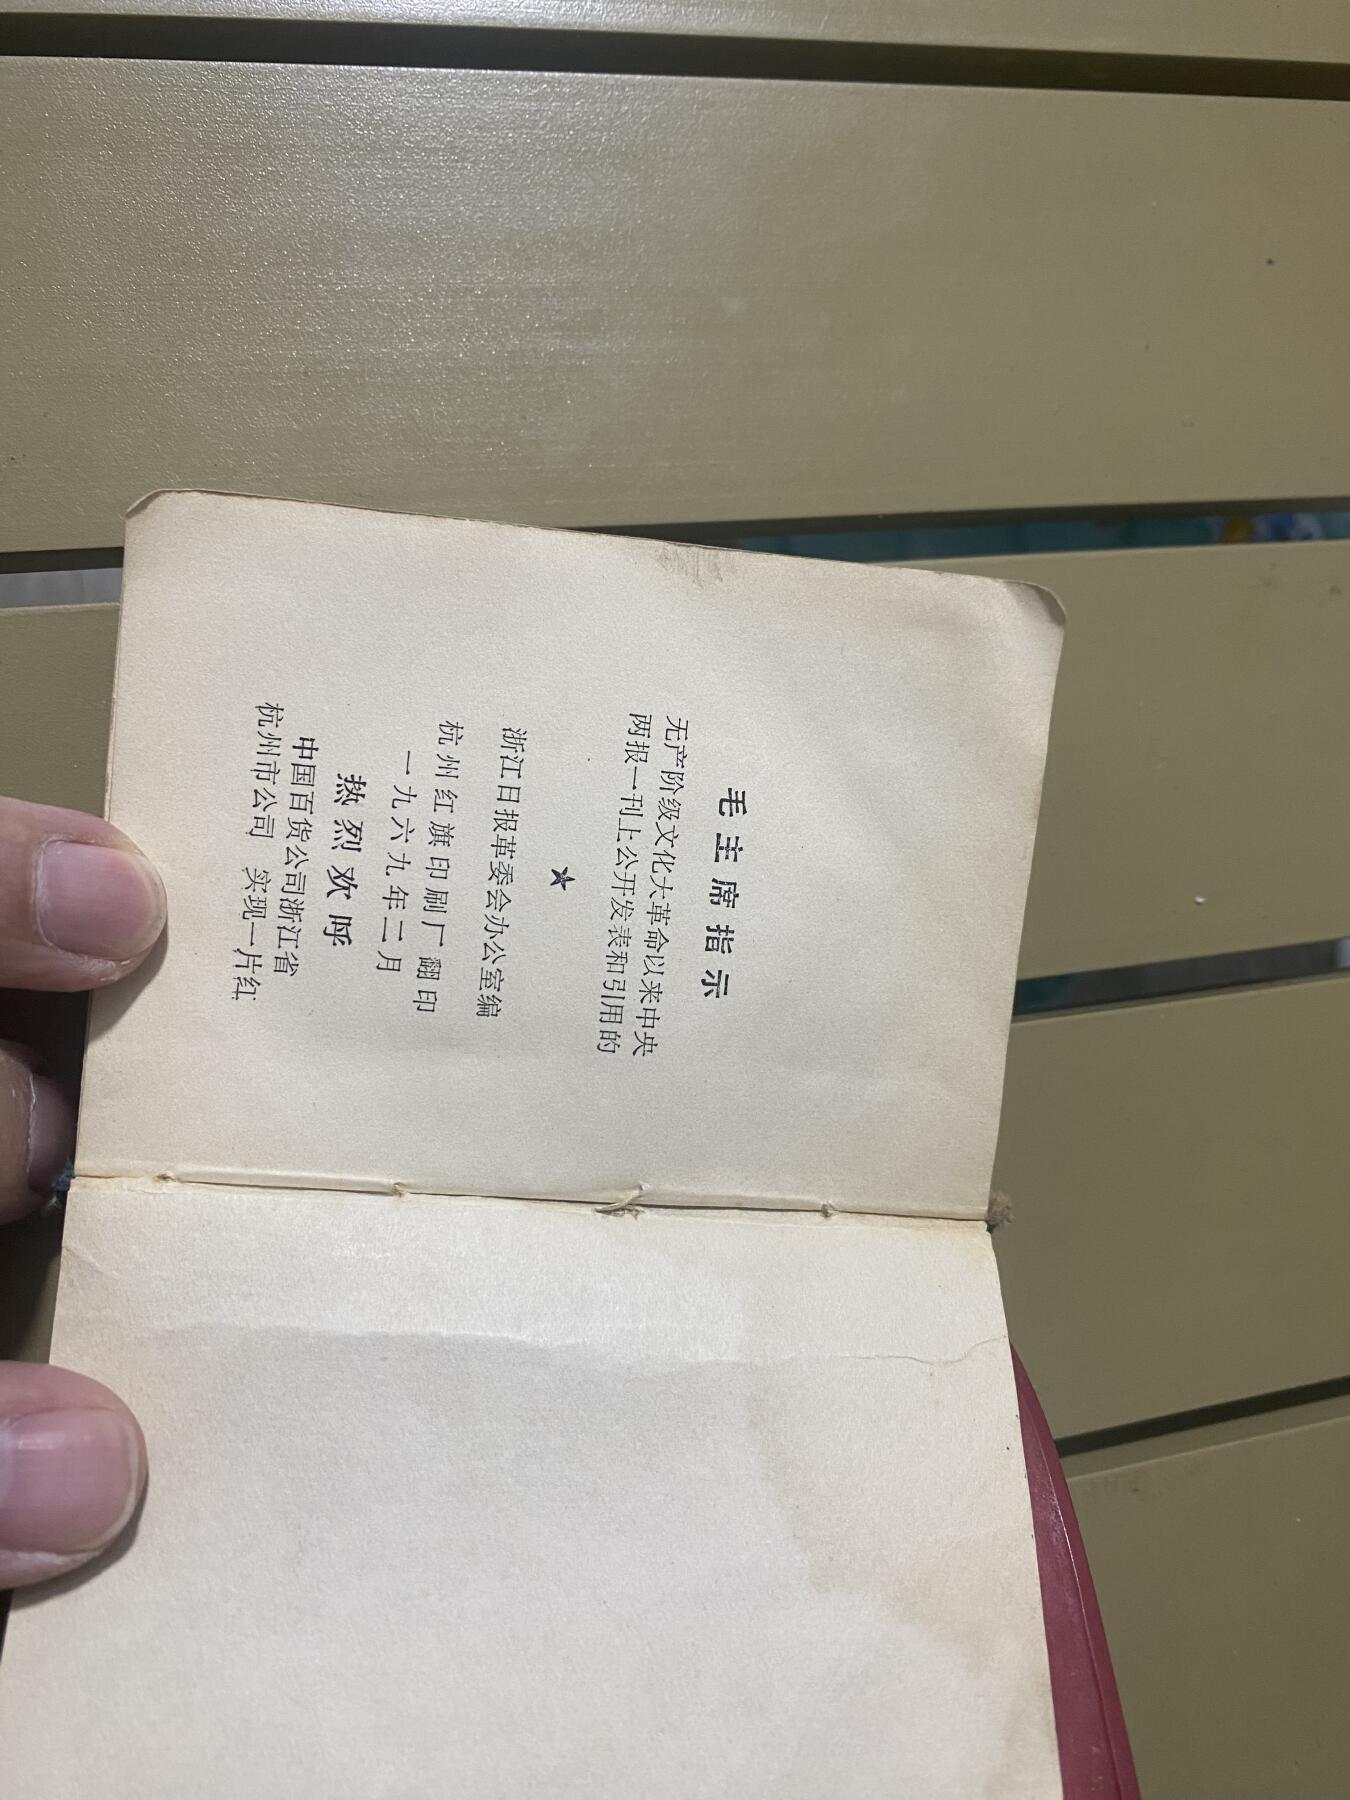 毛主席指示
无产阶级文化大革命以来中央
两报一刊上公开发表和引用的
★
浙江日报革委会办公室编
杭州红旗印刷厂翻印
一九六九年二月
热烈欢呼
中国百货公司浙江省
杭州市公司 实现一片红